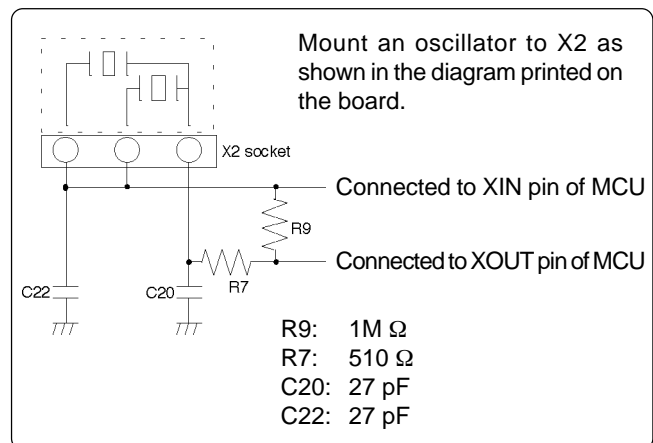 Mount an oscillator to X2 as
shown in the diagram printed on
the board.
X2 socket
Connected to XIN pin of MCU
R9
Connected to XOUT pin of MCU
R7
C22
C20
R9: 1M Ω
R7: 510 Ω
C20: 27 pF
C22: 27 pF